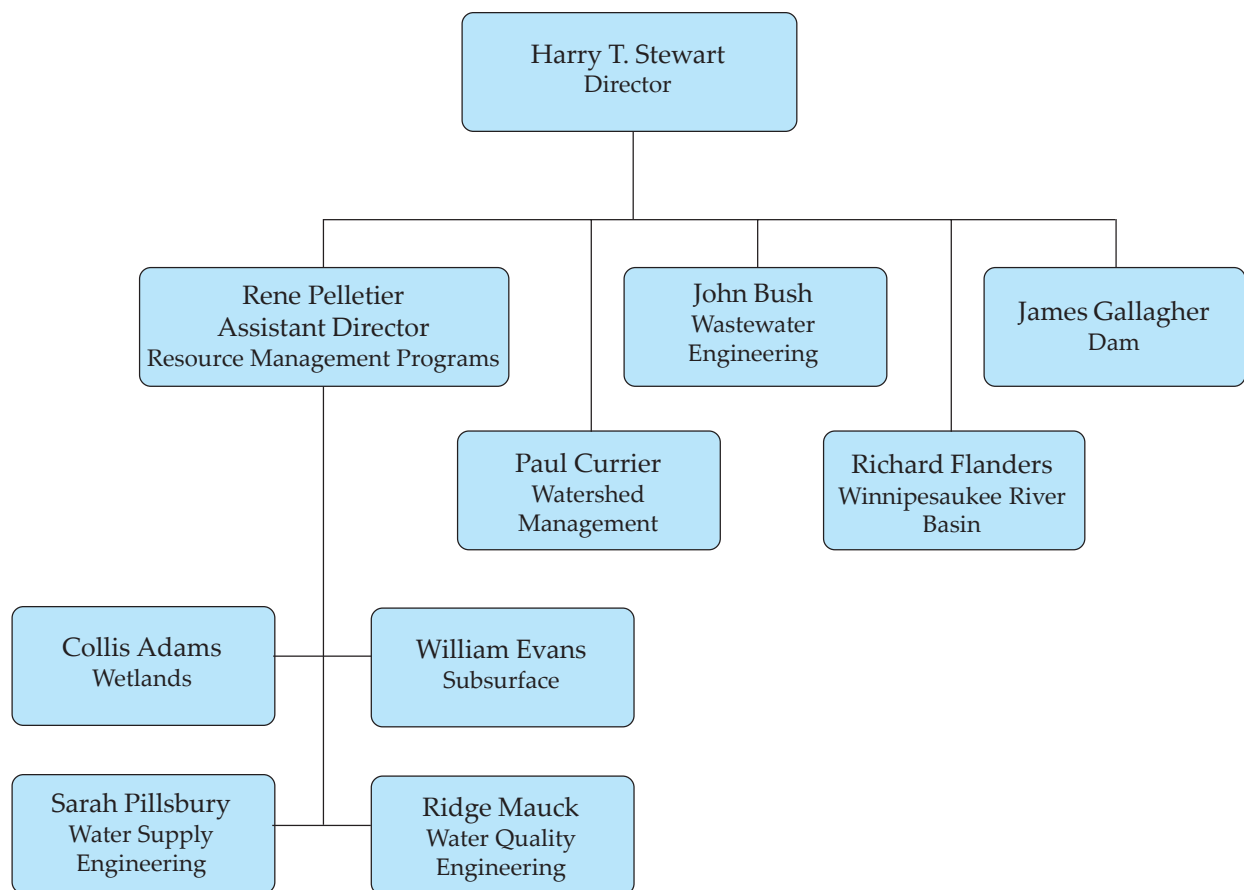 Harry T. Stewart
Director
Rene Pelletier
Assistant Director
Resource Management Programs
John Bush
Wastewater
Engineering
James Gallagher
Dam
Paul Currier
Watershed
Management
Richard Flanders
Winnipesaukee River
Basin
Collis Adams
Wetlands
William Evans
Subsurface
Sarah Pillsbury
Water Supply
Engineering
Ridge Mauck
Water Quality
Engineering